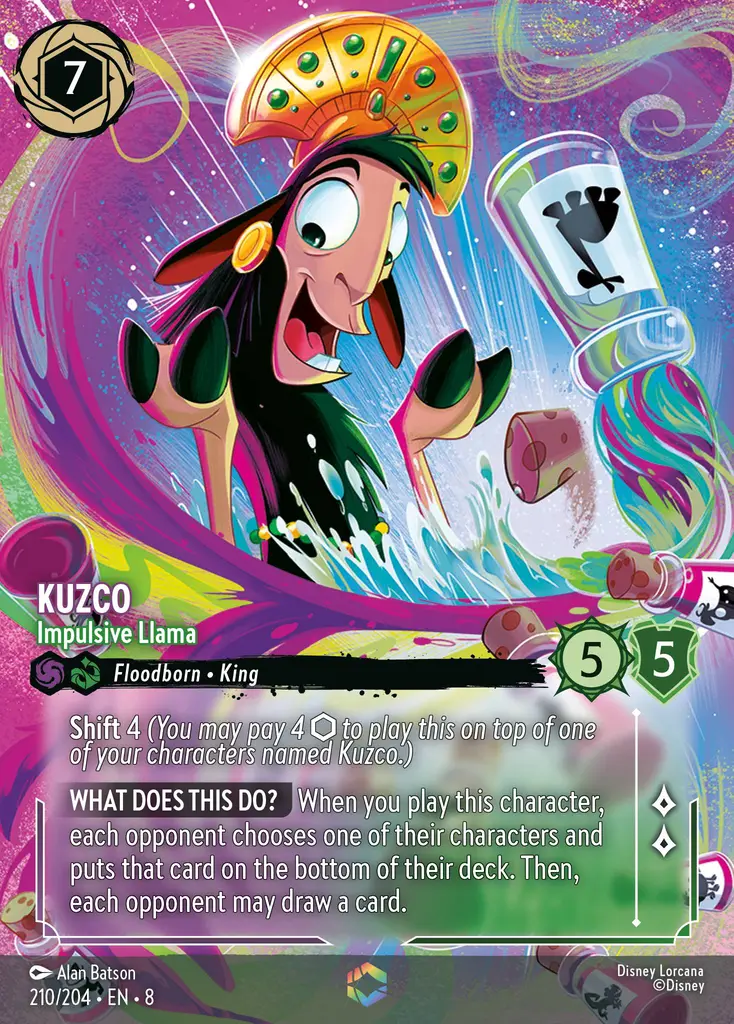 7
KUZCO
Impulsive Llama
Floodborn • King
5 5
Shift 4 (You may pay 4 ⬡ to play this on top of one
of your characters named Kuzco.)
WHAT DOES THIS DO? When you play this character,
each opponent chooses one of their characters and
puts that card on the bottom of their deck. Then,
each opponent may draw a card.
Alan Batson
Disney Lorcana
210/204 • EN • 8
©Disney